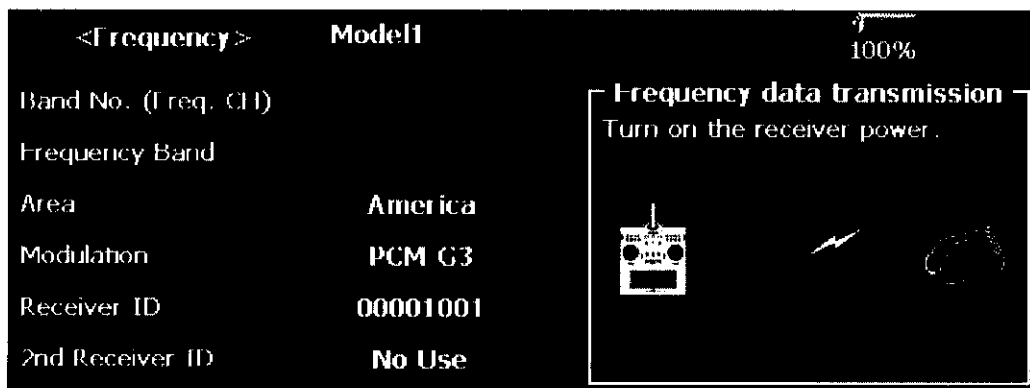 <Frequency> Model1
100%
Band No. (Freq. CH)
Frequency Band
Area America
Modulation PCM G3
Receiver ID 00001001
2nd Receiver ID No Use
Frequency data transmission
Turn on the receiver power.